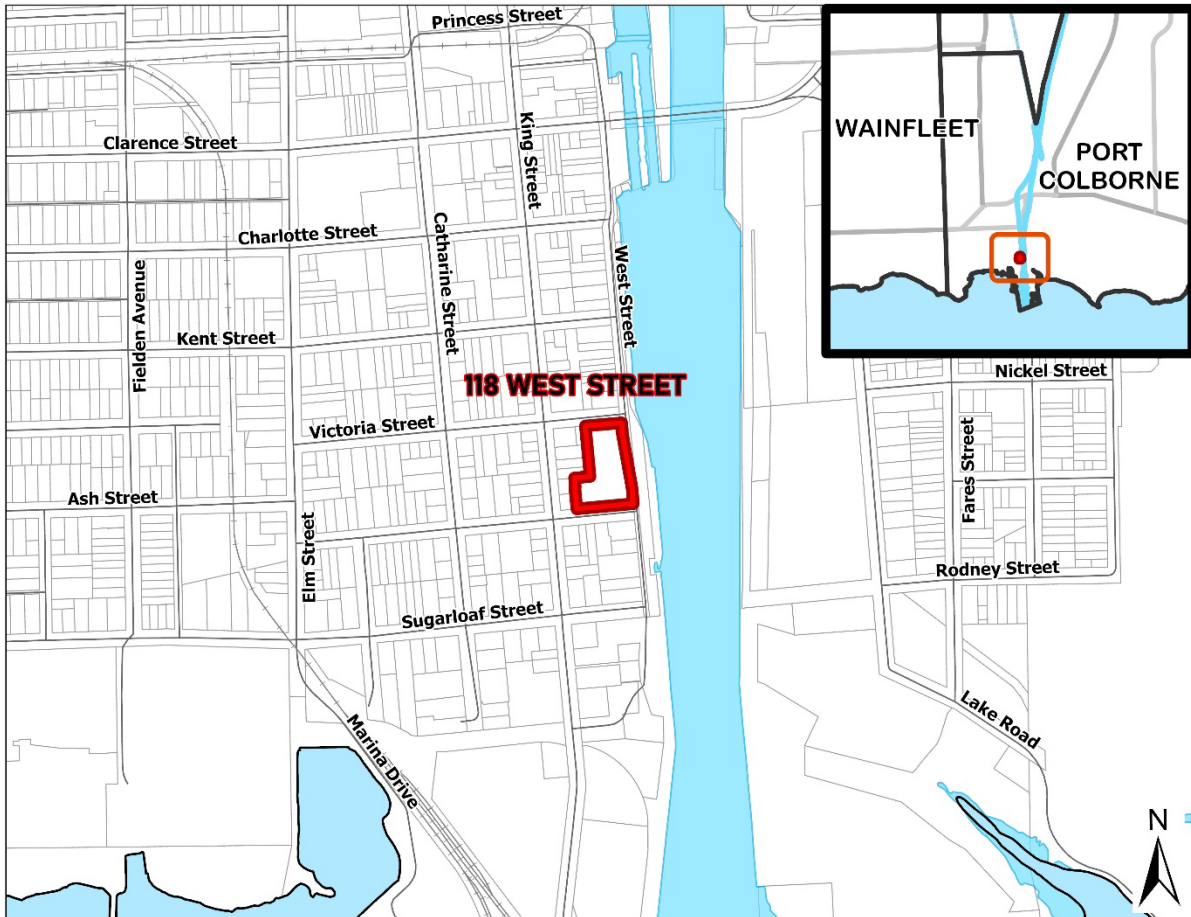 Princess Street
WAINFLEET
PORT
COLBORNE
Clarence Street
King Street
Charlotte Street
Catharine Street
West Street
Fielden Avenue
Kent Street
118 WEST STREET
Nickel Street
Victoria Street
Fares Street
Ash Street
Elm Street
Rodney Street
Sugarloaf Street
Lake Road
Marina Drive
N